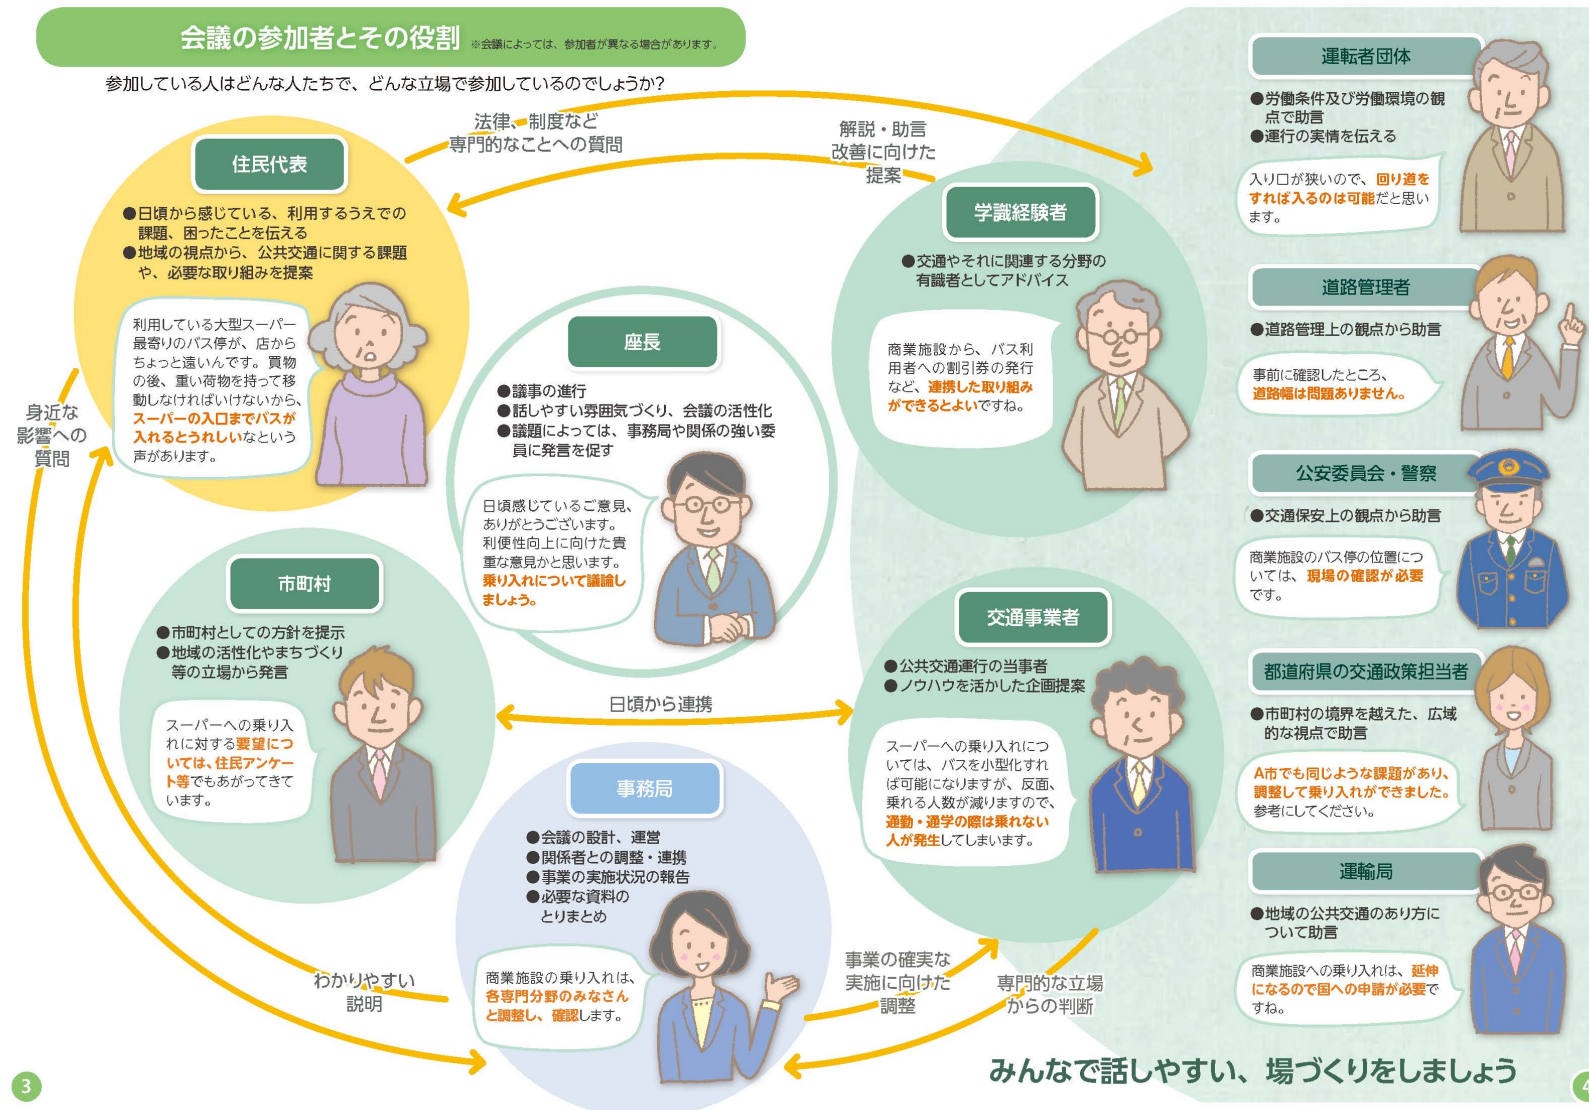 会議の参加者とその役割 ※会議によっては、参加者が異なる場合があります。
参加している人はどんな人たちで、どんな立場で参加しているのでしょうか?
法律、制度など
専門的なことへの質問
解説・助言
改善に向けた
提案
住民代表
●日頃から感じている、利用するうえでの
課題、困ったことを伝える
●地域の視点から、公共交通に関する課題
や、必要な取り組みを提案
利用している大型スーパー
最寄りのバス停が、店から
ちょっと遠いんです。買物
の後、重い荷物を持って移
動しなければいけないから、
スーパーの入口までバスが
入れるとうれしいなという
声があります。
身近な
影響への
質問
座長
●議事の進行
●話しやすい雰囲気づくり、会議の活性化
●議題によっては、事務局や関係の強い委
員に発言を促す
日頃感じているご意見、
ありがとうございます。
利便性向上に向けた貴
重な意見かと思います。
乗り入れについて議論し
ましょう。
学識経験者
●交通やそれに関連する分野の
有識者としてアドバイス
商業施設から、バス利
用者への割引券の発行
など、連携した取り組み
ができるとよいですね。
市町村
●市町村としての方針を提示
●地域の活性化やまちづくり
等の立場から発言
スーパーへの乗り入
れに対する要望につ
いては、住民アンケー
ト等でもあがってきて
います。
日頃から連携
交通事業者
●公共交通運行の当事者
●ノウハウを活かした企画提案
スーパーへの乗り入れにつ
いては、バスを小型化すれ
ば可能になりますが、反面、
乗れる人数が減りますので、
通勤・通学の際は乗れない
人が発生してしまいます。
事務局
●会議の設計、運営
●関係者との調整・連携
●事業の実施状況の報告
●必要な資料の
とりまとめ
商業施設の乗り入れは、
各専門分野のみなさん
と調整し、確認します。
わかりやすい
説明
事業の確実な
実施に向けた
調整
専門的な立場
からの判断
運転者団体
●労働条件及び労働環境の観
点で助言
●運行の実情を伝える
入り口が狭いので、回り道を
すれば入るのは可能だと思い
ます。
道路管理者
●道路管理上の観点から助言
事前に確認したところ、
道路幅は問題ありません。
公安委員会・警察
●交通保安上の観点から助言
商業施設のバス停の位置につ
いては、現場の確認が必要
です。
都道府県の交通政策担当者
●市町村の境界を越えた、広域
的な視点で助言
A市でも同じような課題があり、
調整して乗り入れができました。
参考にしてください。
運輸局
●地域の公共交通のあり方に
ついて助言
商業施設への乗り入れは、延伸
になるので国への申請が必要で
すね。
みんなで話しやすい、場づくりをしましょう
3
4